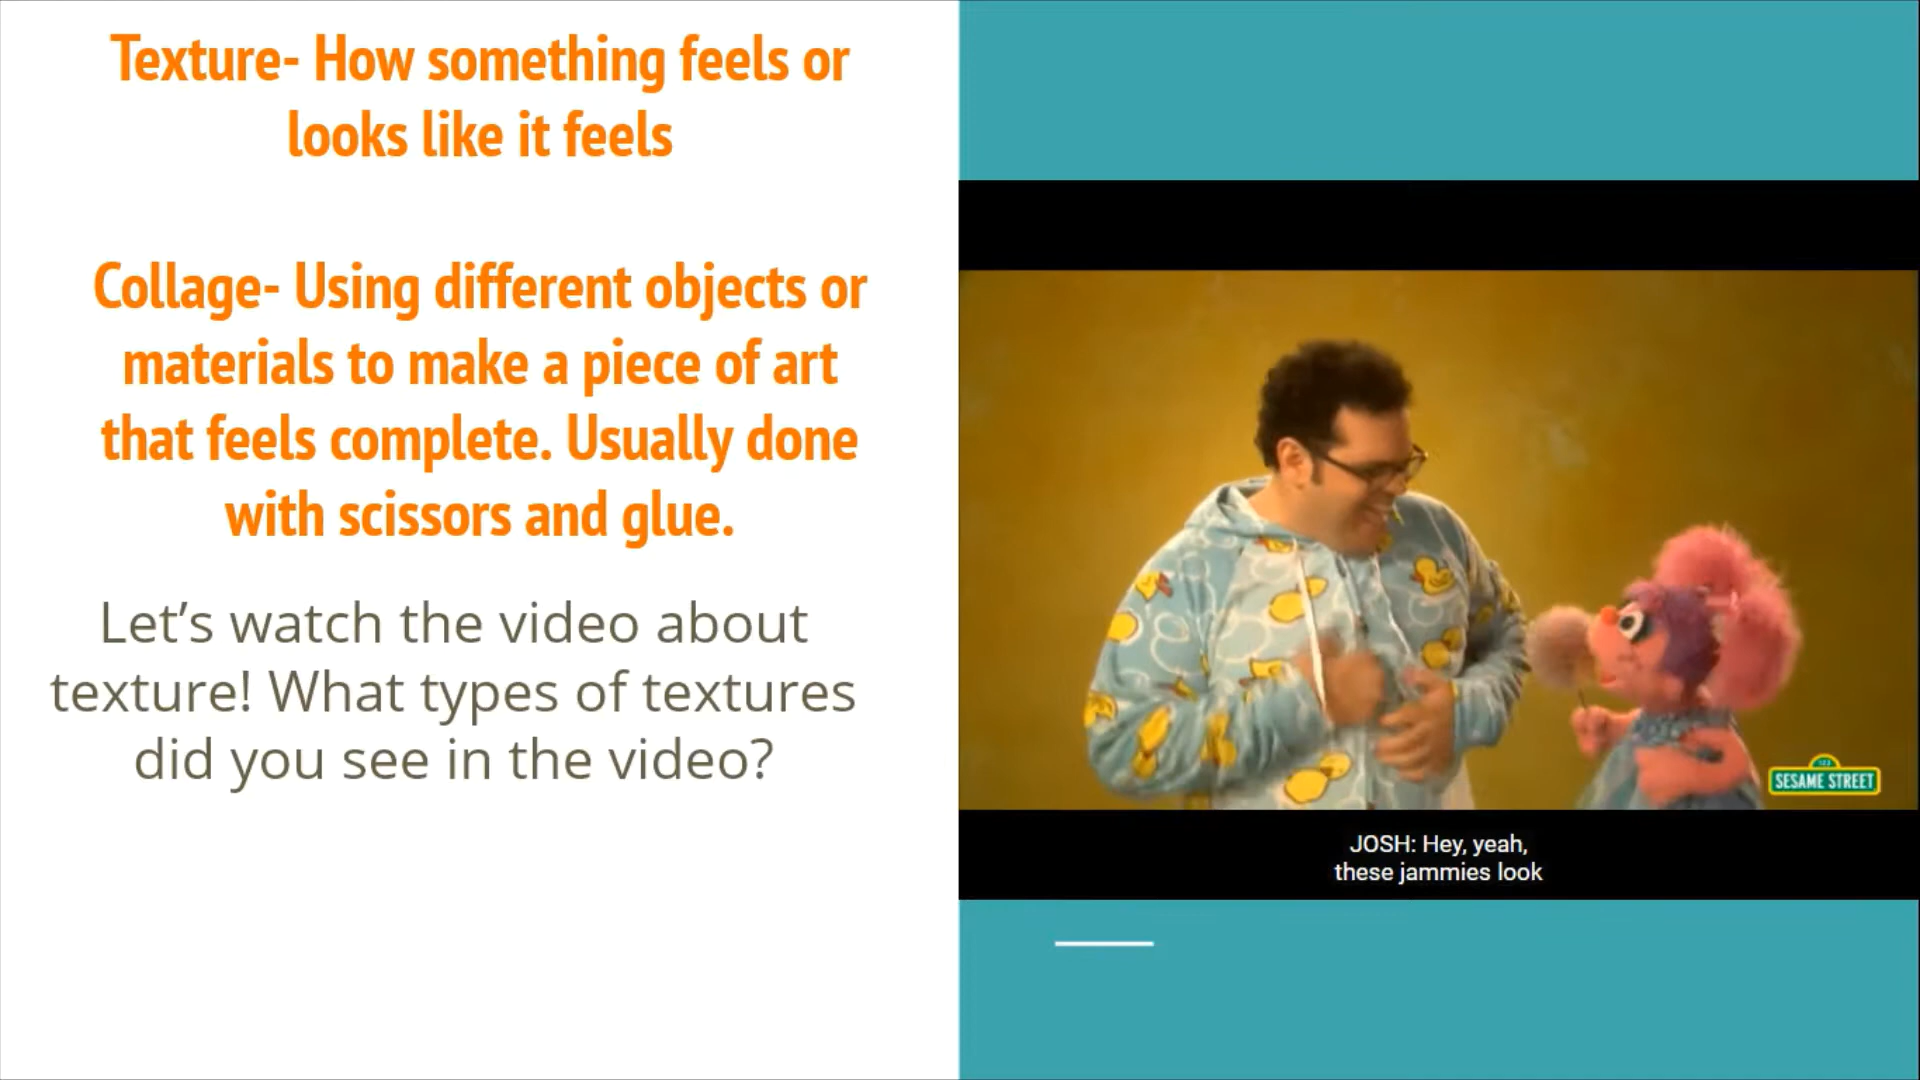 Texture- How something feels or
looks like it feels
Collage- Using different objects or
materials to make a piece of art
that feels complete. Usually done
with scissors and glue.
Let’s watch the video about
texture! What types of textures
did you see in the video?
123
SESAME STREET
JOSH: Hey, yeah,
these jammies look